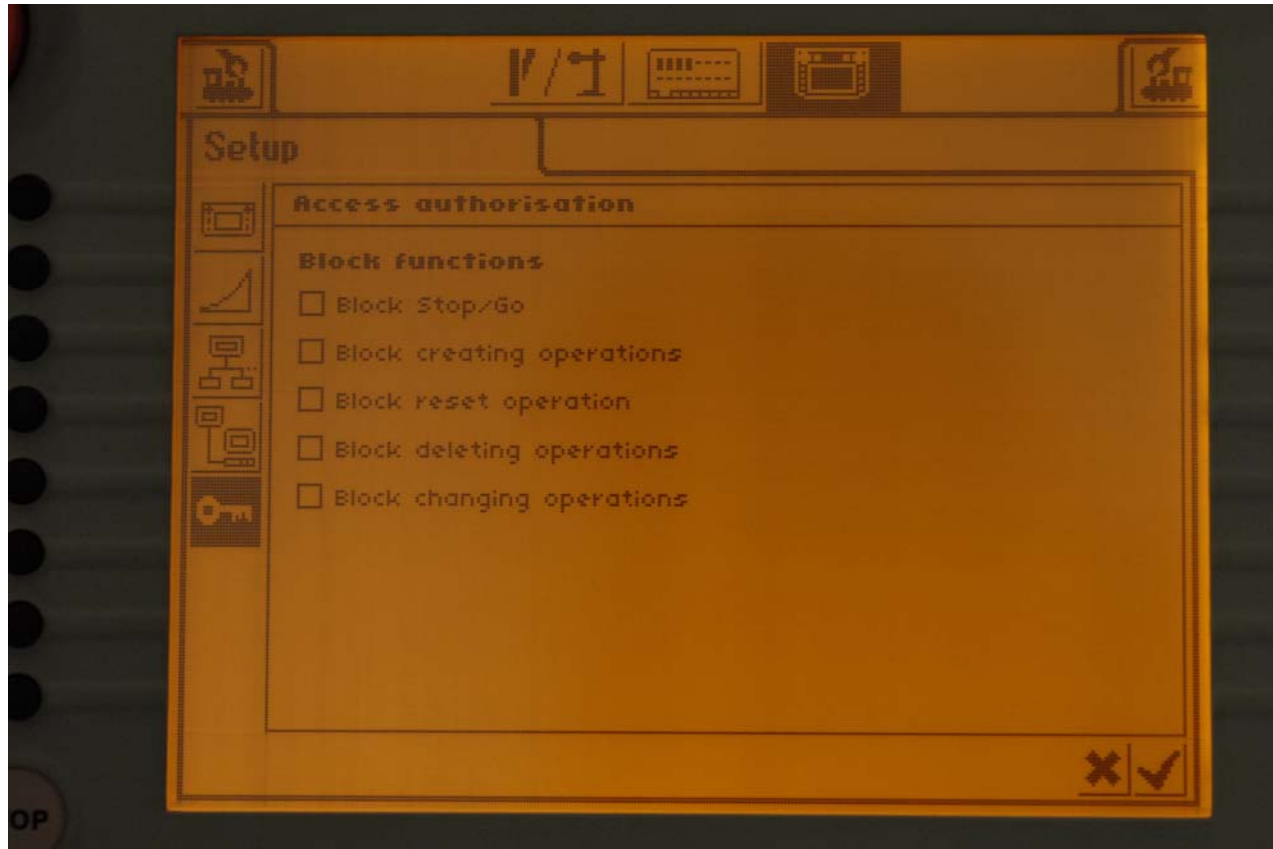 Setup
Access authorisation
Block functions
Block Stop/Go
Block creating operations
Block reset operation
Block deleting operations
Block changing operations
OP